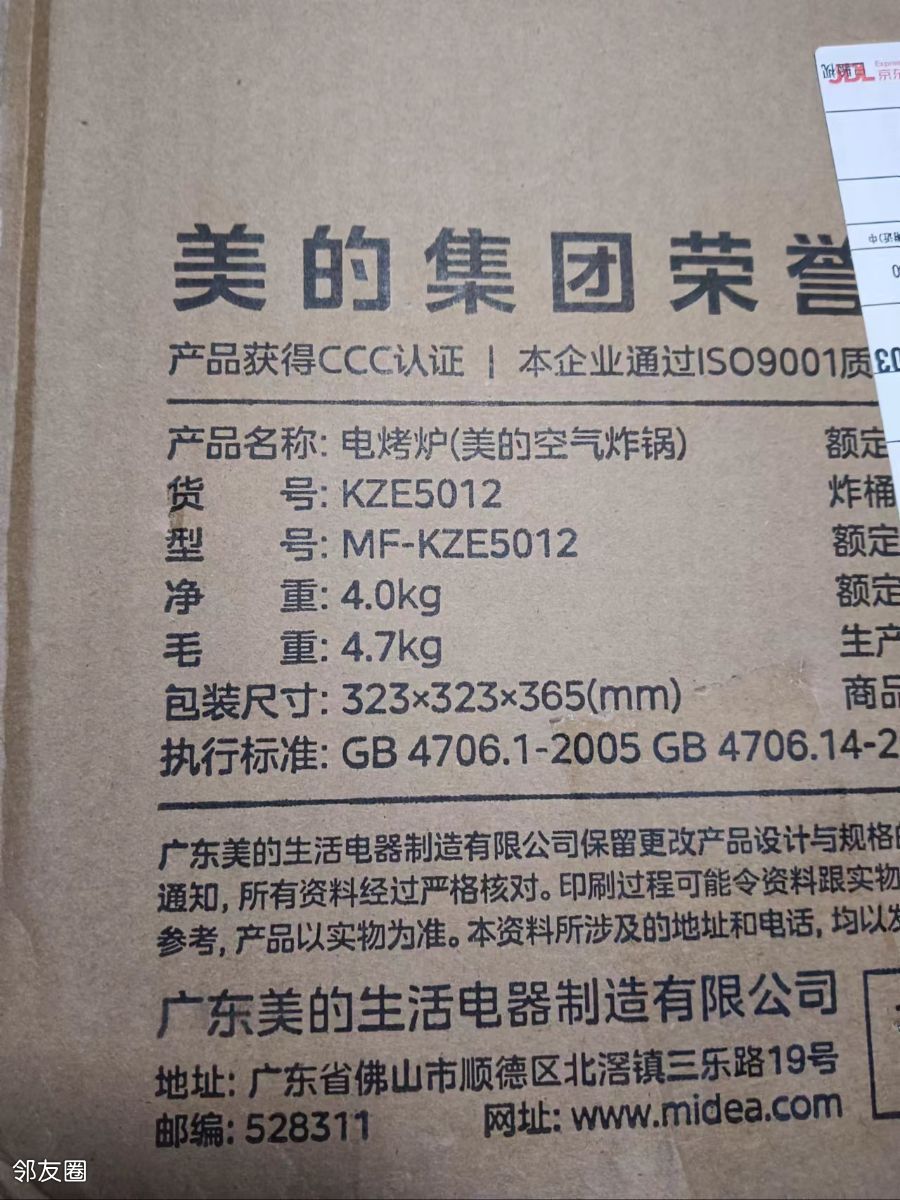 JDL 京东
美的集团荣誉
产品获得CCC认证 | 本企业通过ISO9001质
产品名称: 电烤炉(美的空气炸锅) 额定
货 号: KZE5012 炸桶
型 号: MF-KZE5012 额定
净 重: 4.0kg 额定
毛 重: 4.7kg 生产
包装尺寸: 323×323×365(mm) 商品
执行标准: GB 4706.1-2005 GB 4706.14-2
广东美的生活电器制造有限公司保留更改产品设计与规格的
通知, 所有资料经过严格核对。印刷过程可能令资料跟实物
参考, 产品以实物为准。本资料所涉及的地址和电话, 均以发
广东美的生活电器制造有限公司
地址: 广东省佛山市顺德区北滘镇三乐路19号
邮编: 528311 网址: www.midea.com
邻友圈